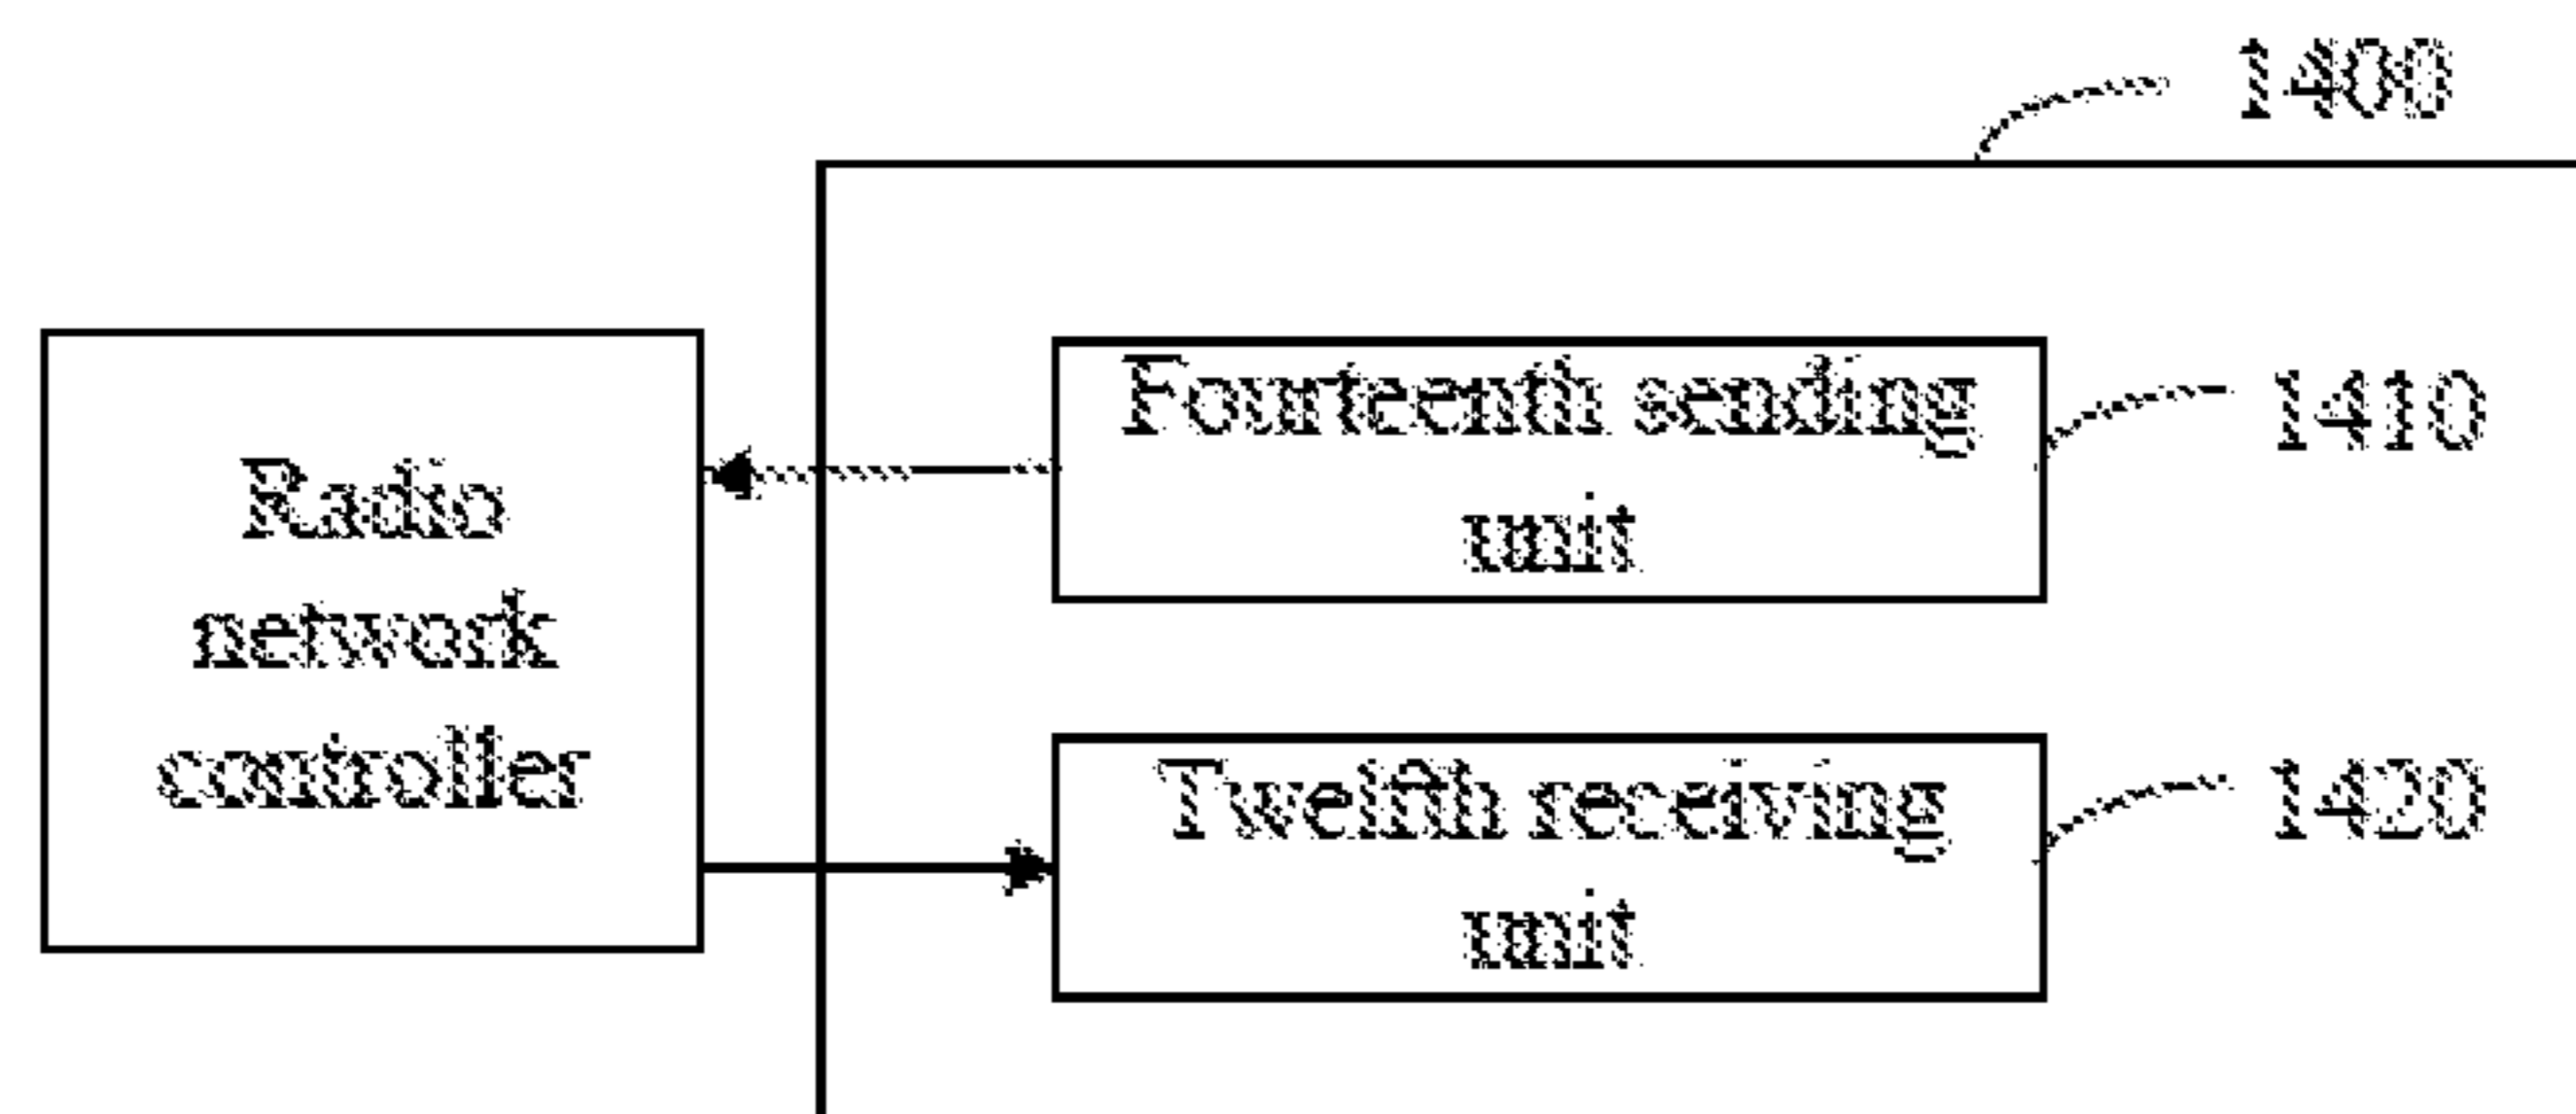 1400
Fourteenth sending
unit
1410
Radio
network
controller
Twelfth receiving
unit
1420